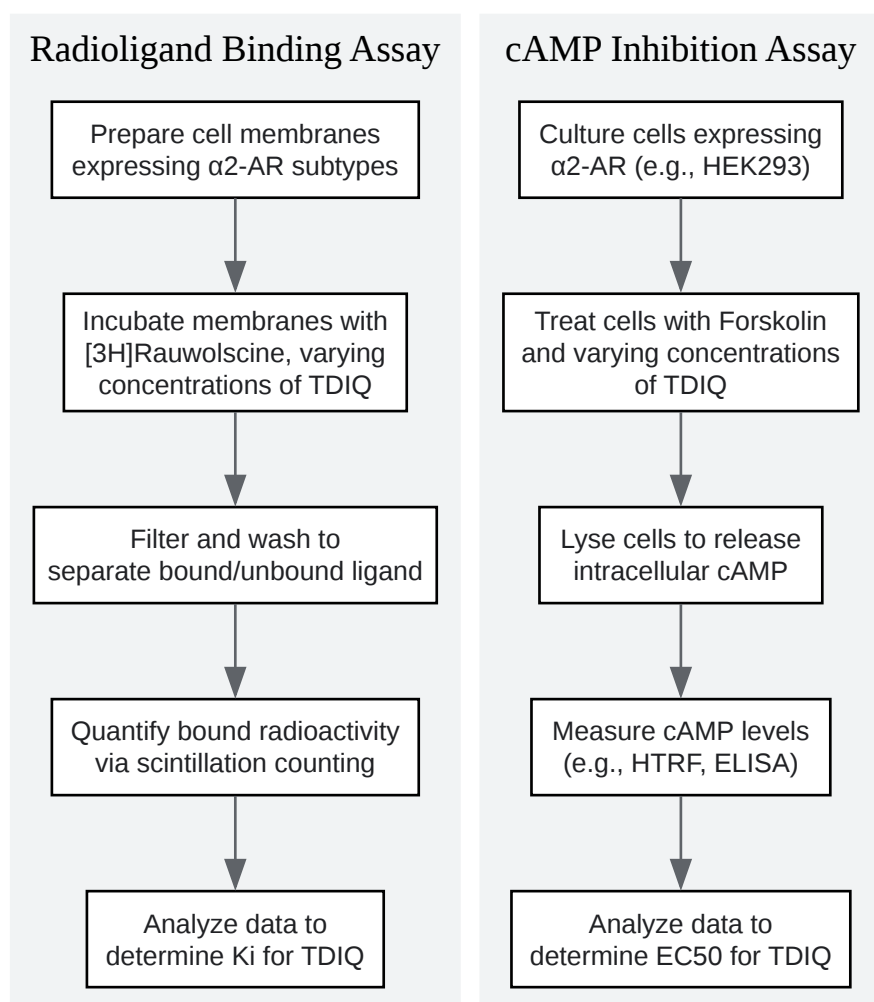 Radioligand Binding Assay
Prepare cell membranes
expressing α2-AR subtypes
Incubate membranes with
[3H]Rauwolscine, varying
concentrations of TDIQ
Filter and wash to
separate bound/unbound ligand
Quantify bound radioactivity
via scintillation counting
Analyze data to
determine Ki for TDIQ
cAMP Inhibition Assay
Culture cells expressing
α2-AR (e.g., HEK293)
Treat cells with Forskolin
and varying concentrations
of TDIQ
Lyse cells to release
intracellular cAMP
Measure cAMP levels
(e.g., HTRF, ELISA)
Analyze data to
determine EC50 for TDIQ